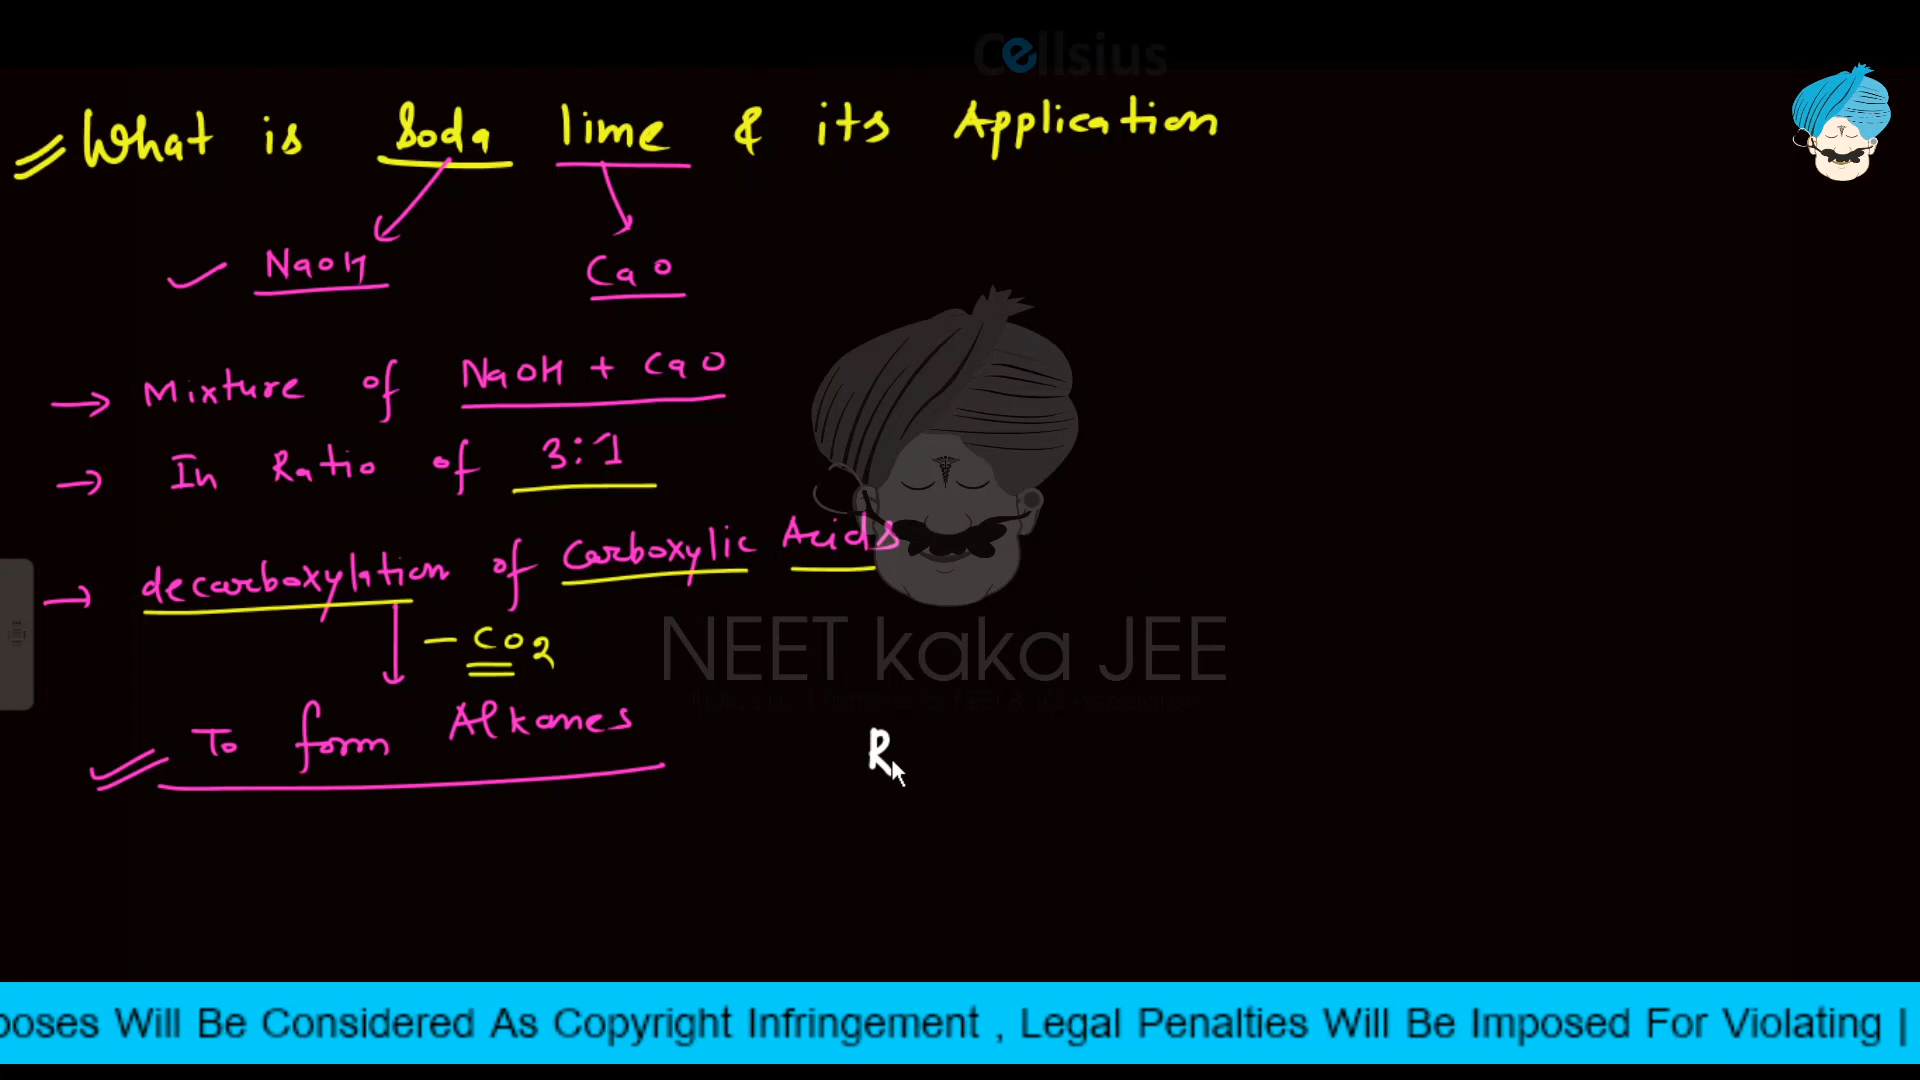 Cellsius
What is Soda lime & its Application
NaOH CaO
→ Mixture of NaOH + CaO
→ In Ratio of 3:1
→ decarboxylation of Carboxylic Acids
- CO2
To form Alkanes
NEET kaka JEE
R
poses Will Be Considered As Copyright Infringement , Legal Penalties Will Be Imposed For Violating |